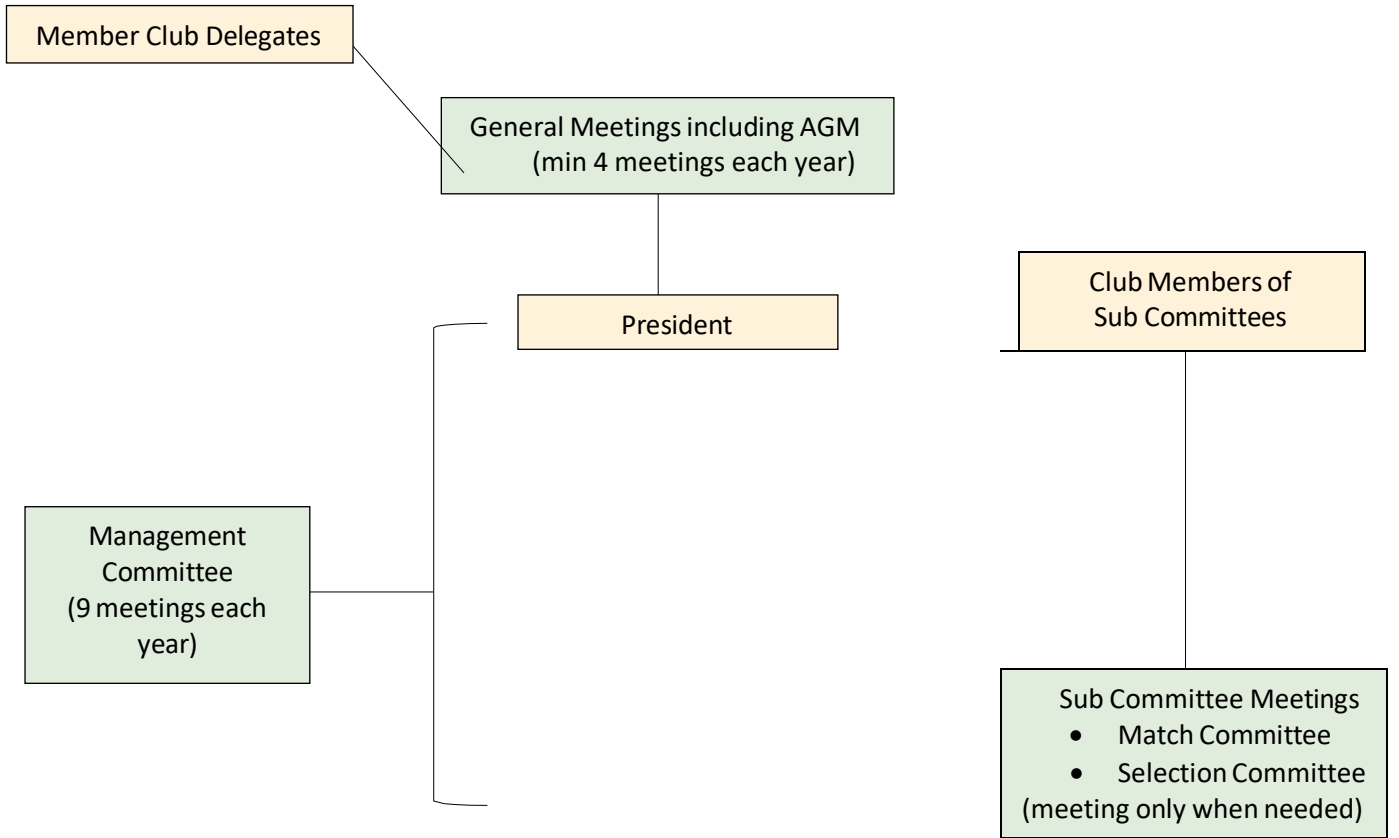 Member Club Delegates
General Meetings including AGM
(min 4 meetings each year)
Club Members of
Sub Committees
President
Management
Committee
(9 meetings each
year)
Sub Committee Meetings
• Match Committee
• Selection Committee
(meeting only when needed)